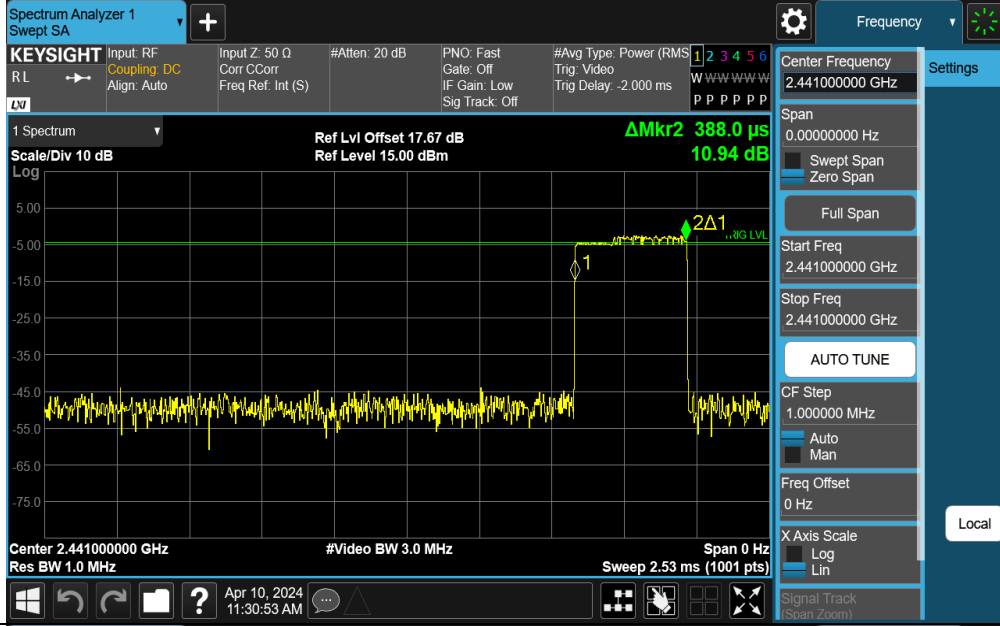 Spectrum Analyzer 1
Swept SA
Frequency
KEYSIGHT
R L
LXI
Input: RF
Coupling: DC
Align: Auto
Input Z: 50 Ω
Corr CCorr
Freq Ref: Int (S)
#Atten: 20 dB
PNO: Fast
Gate: Off
IF Gain: Low
Sig Track: Off
#Avg Type: Power (RMS
Trig: Video
Trig Delay: -2.000 ms
1 2 3 4 5 6
W W W W W W
P P P P P P
1 Spectrum
Scale/Div 10 dB
Log
Ref Lvl Offset 17.67 dB
Ref Level 15.00 dBm
ΔMkr2 388.0 µs
10.94 dB
5.00
-5.00
-15.0
-25.0
-35.0
-45.0
-55.0
-65.0
-75.0
2Δ1
RIG LVL
1
Center 2.441000000 GHz
Res BW 1.0 MHz
#Video BW 3.0 MHz
Span 0 Hz
Sweep 2.53 ms (1001 pts)
Apr 10, 2024
11:30:53 AM
Center Frequency
2.441000000 GHz
Span
0.00000000 Hz
Swept Span
Zero Span
Full Span
Start Freq
2.441000000 GHz
Stop Freq
2.441000000 GHz
AUTO TUNE
CF Step
1.000000 MHz
Auto
Man
Freq Offset
0 Hz
X Axis Scale
Log
Lin
Signal Track
(Span Zoom)
Settings
Local